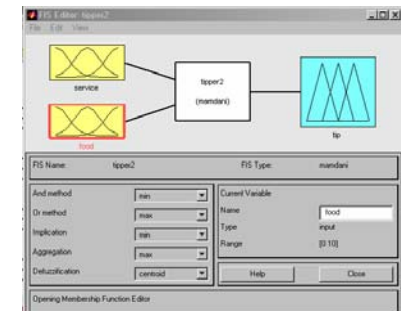 FIS Editor: tipper2
File Edit View
service
food
tipper2
(mamdani)
tip
FIS Name: tipper2 FIS Type: mamdani
And method min
Or method max
Implication min
Aggregation max
Defuzzification centroid
Current Variable
Name food
Type input
Range [0 10]
Help Close
Opening Membership Function Editor